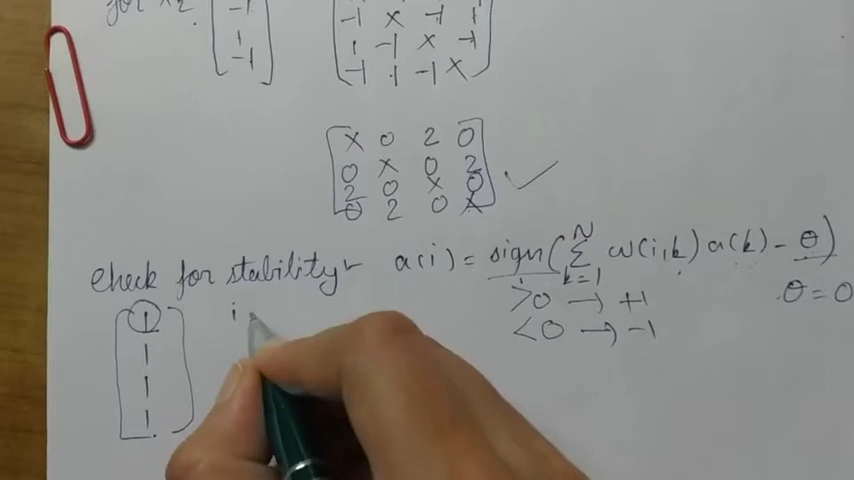 for x2. [-1 -1 x -1 1
1 1 -1 x -1
-1] -1 1 -1 x]
[x 0 2 0
0 x 0 2
2 0 x 0
0 2 0 x] ✓
Check for stability - a(i) = sign(Σ ω(i,k) a(k) - θ)
N
k=1
>0 → +1 θ = 0
<0 → -1
[1 i
1
1
1]